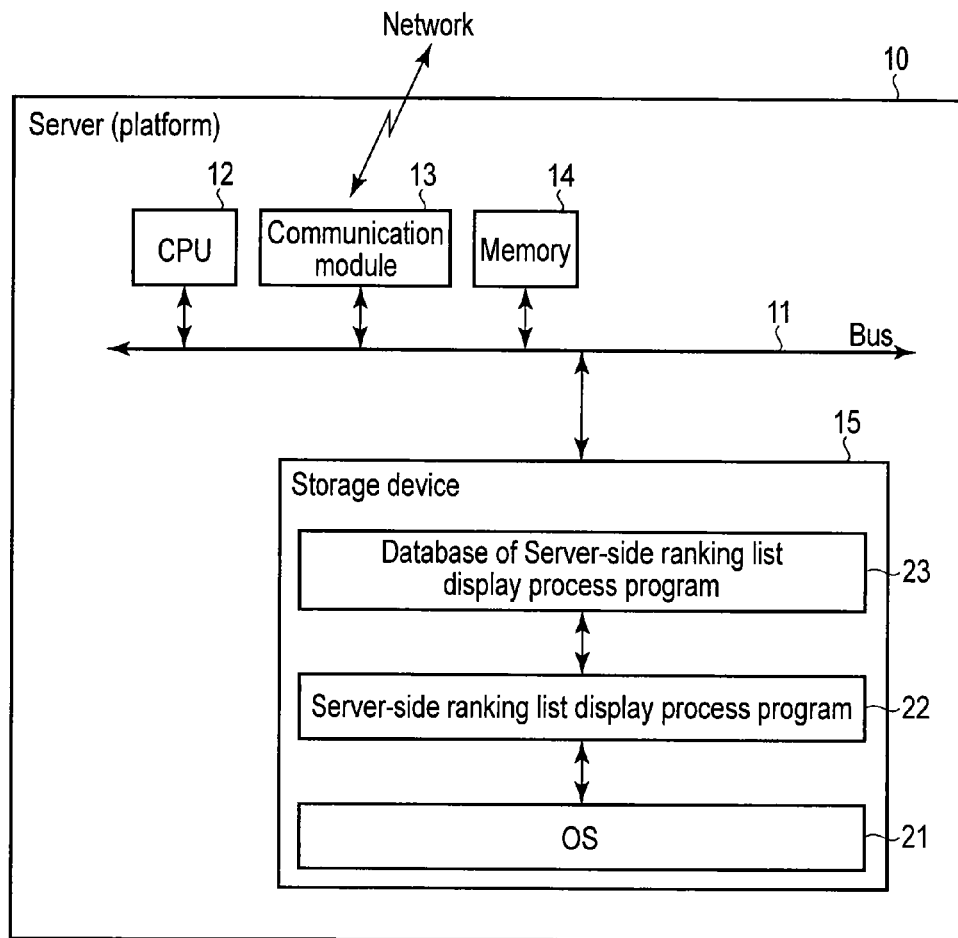 Network
10
Server (platform)
12
13
14
CPU
Communication
module
Memory
11
Bus
15
Storage device
Database of Server-side ranking list
display process program
23
Server-side ranking list display process program
22
OS
21